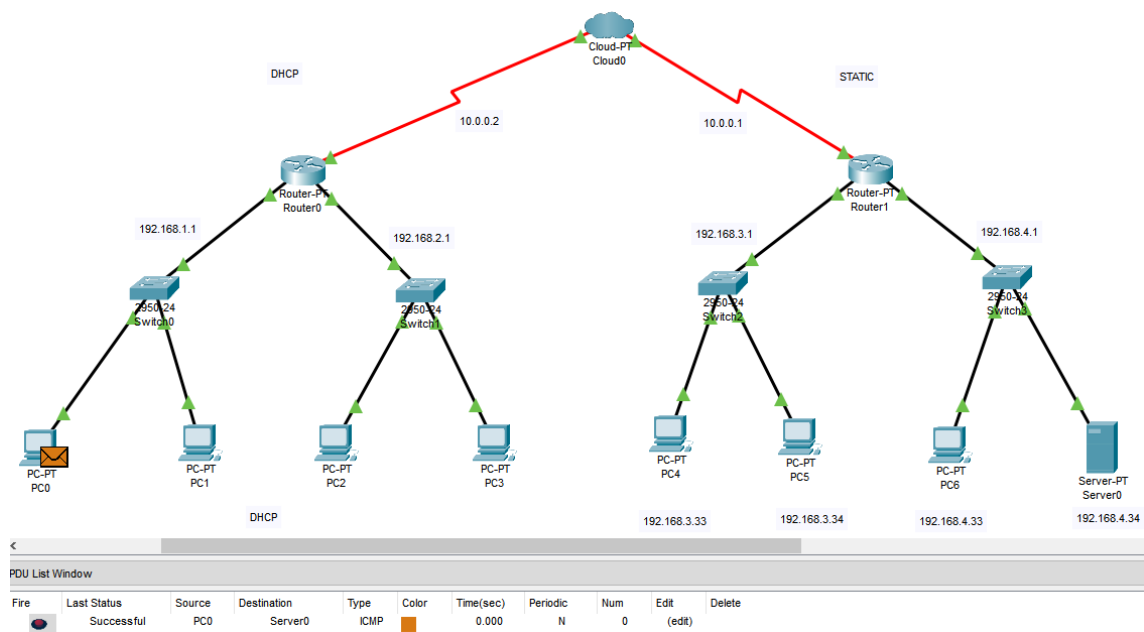 Cloud-PT
Cloud0
DHCP
STATIC
10.0.0.2
10.0.0.1
Router-PT
Router0
Router-PT
Router1
192.168.1.1
192.168.2.1
192.168.3.1
192.168.4.1
2950-24
Switch0
2950-24
Switch1
2950-24
Switch2
2950-24
Switch3
PC-PT
PC0
PC-PT
PC1
PC-PT
PC2
PC-PT
PC3
PC-PT
PC4
PC-PT
PC5
PC-PT
PC6
Server-PT
Server0
DHCP
192.168.3.33
192.168.3.34
192.168.4.33
192.168.4.34
PDU List Window
Fire Last Status Source Destination Type Color Time(sec) Periodic Num Edit Delete
Successful PC0 Server0 ICMP 0.000 N 0 (edit)